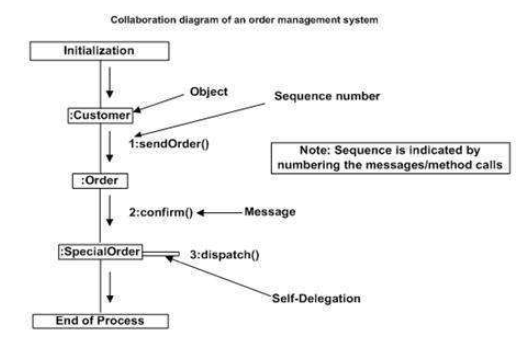 Collaboration diagram of an order management system
Initialization
Object
Sequence number
:Customer
1:sendOrder()
Note: Sequence is indicated by
numbering the messages/method calls
:Order
2:confirm()
Message
:SpecialOrder
3:dispatch()
Self-Delegation
End of Process